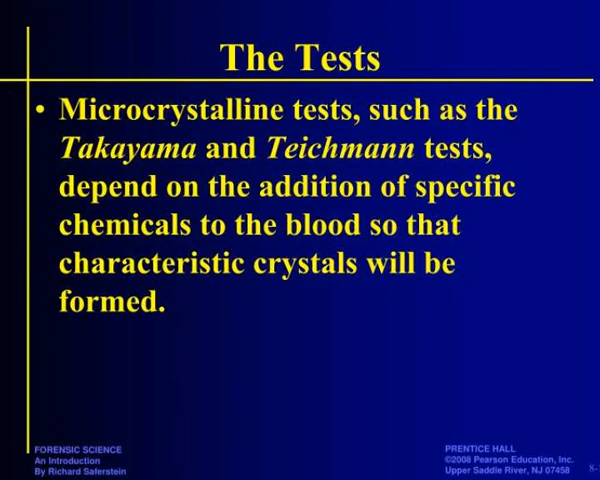 The Tests
• Microcrystalline tests, such as the
Takayama and Teichmann tests,
depend on the addition of specific
chemicals to the blood so that
characteristic crystals will be
formed.
FORENSIC SCIENCE
An Introduction
By Richard Saferstein
PRENTICE HALL
©2008 Pearson Education, Inc.
Upper Saddle River, NJ 07458
8-